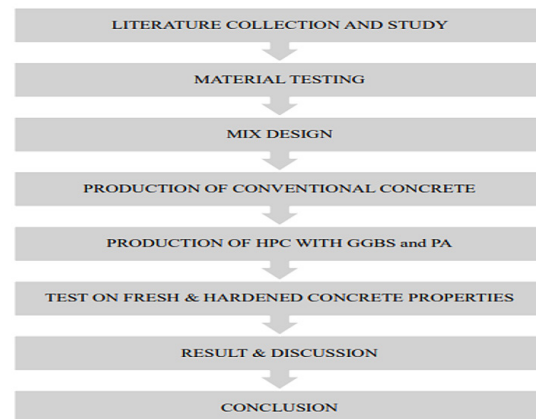 LITERATURE COLLECTION AND STUDY
MATERIAL TESTING
MIX DESIGN
PRODUCTION OF CONVENTIONAL CONCRETE
PRODUCTION OF HPC WITH GGBS and PA
TEST ON FRESH & HARDENED CONCRETE PROPERTIES
RESULT & DISCUSSION
CONCLUSION